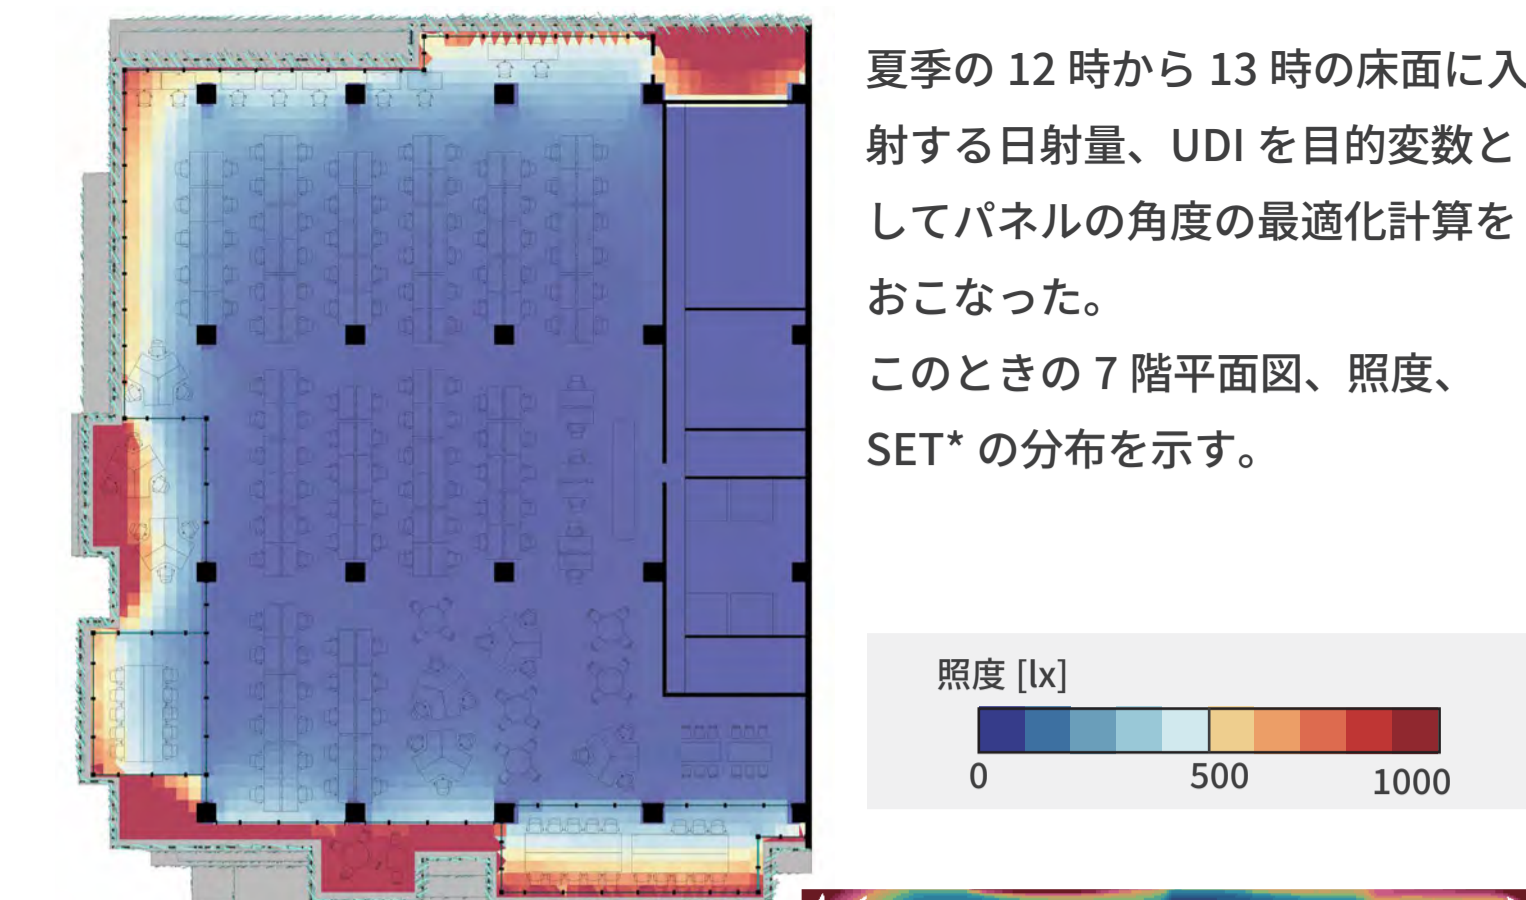 夏季の 12 時から 13 時の床面に入
射する日射量、UDI を目的変数と
してパネルの角度の最適化計算を
おこなった。
このときの 7 階平面図、照度、
SET* の分布を示す。
照度 [lx]
0 500 1000